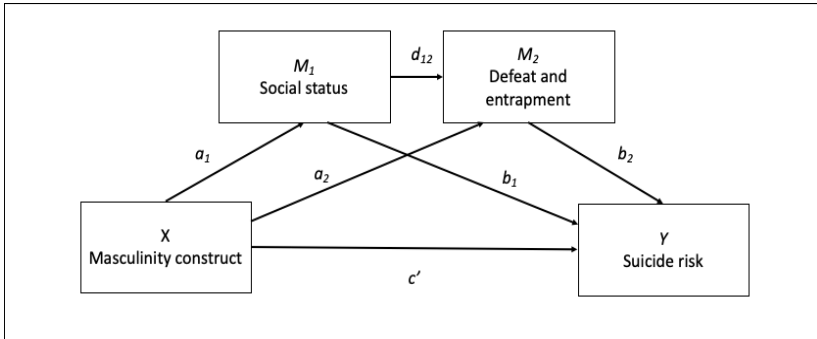 M₁
Social status
d₁₂
M₂
Defeat and
entrapment
a₁
a₂
b₁
b₂
X
Masculinity construct
c′
Y
Suicide risk